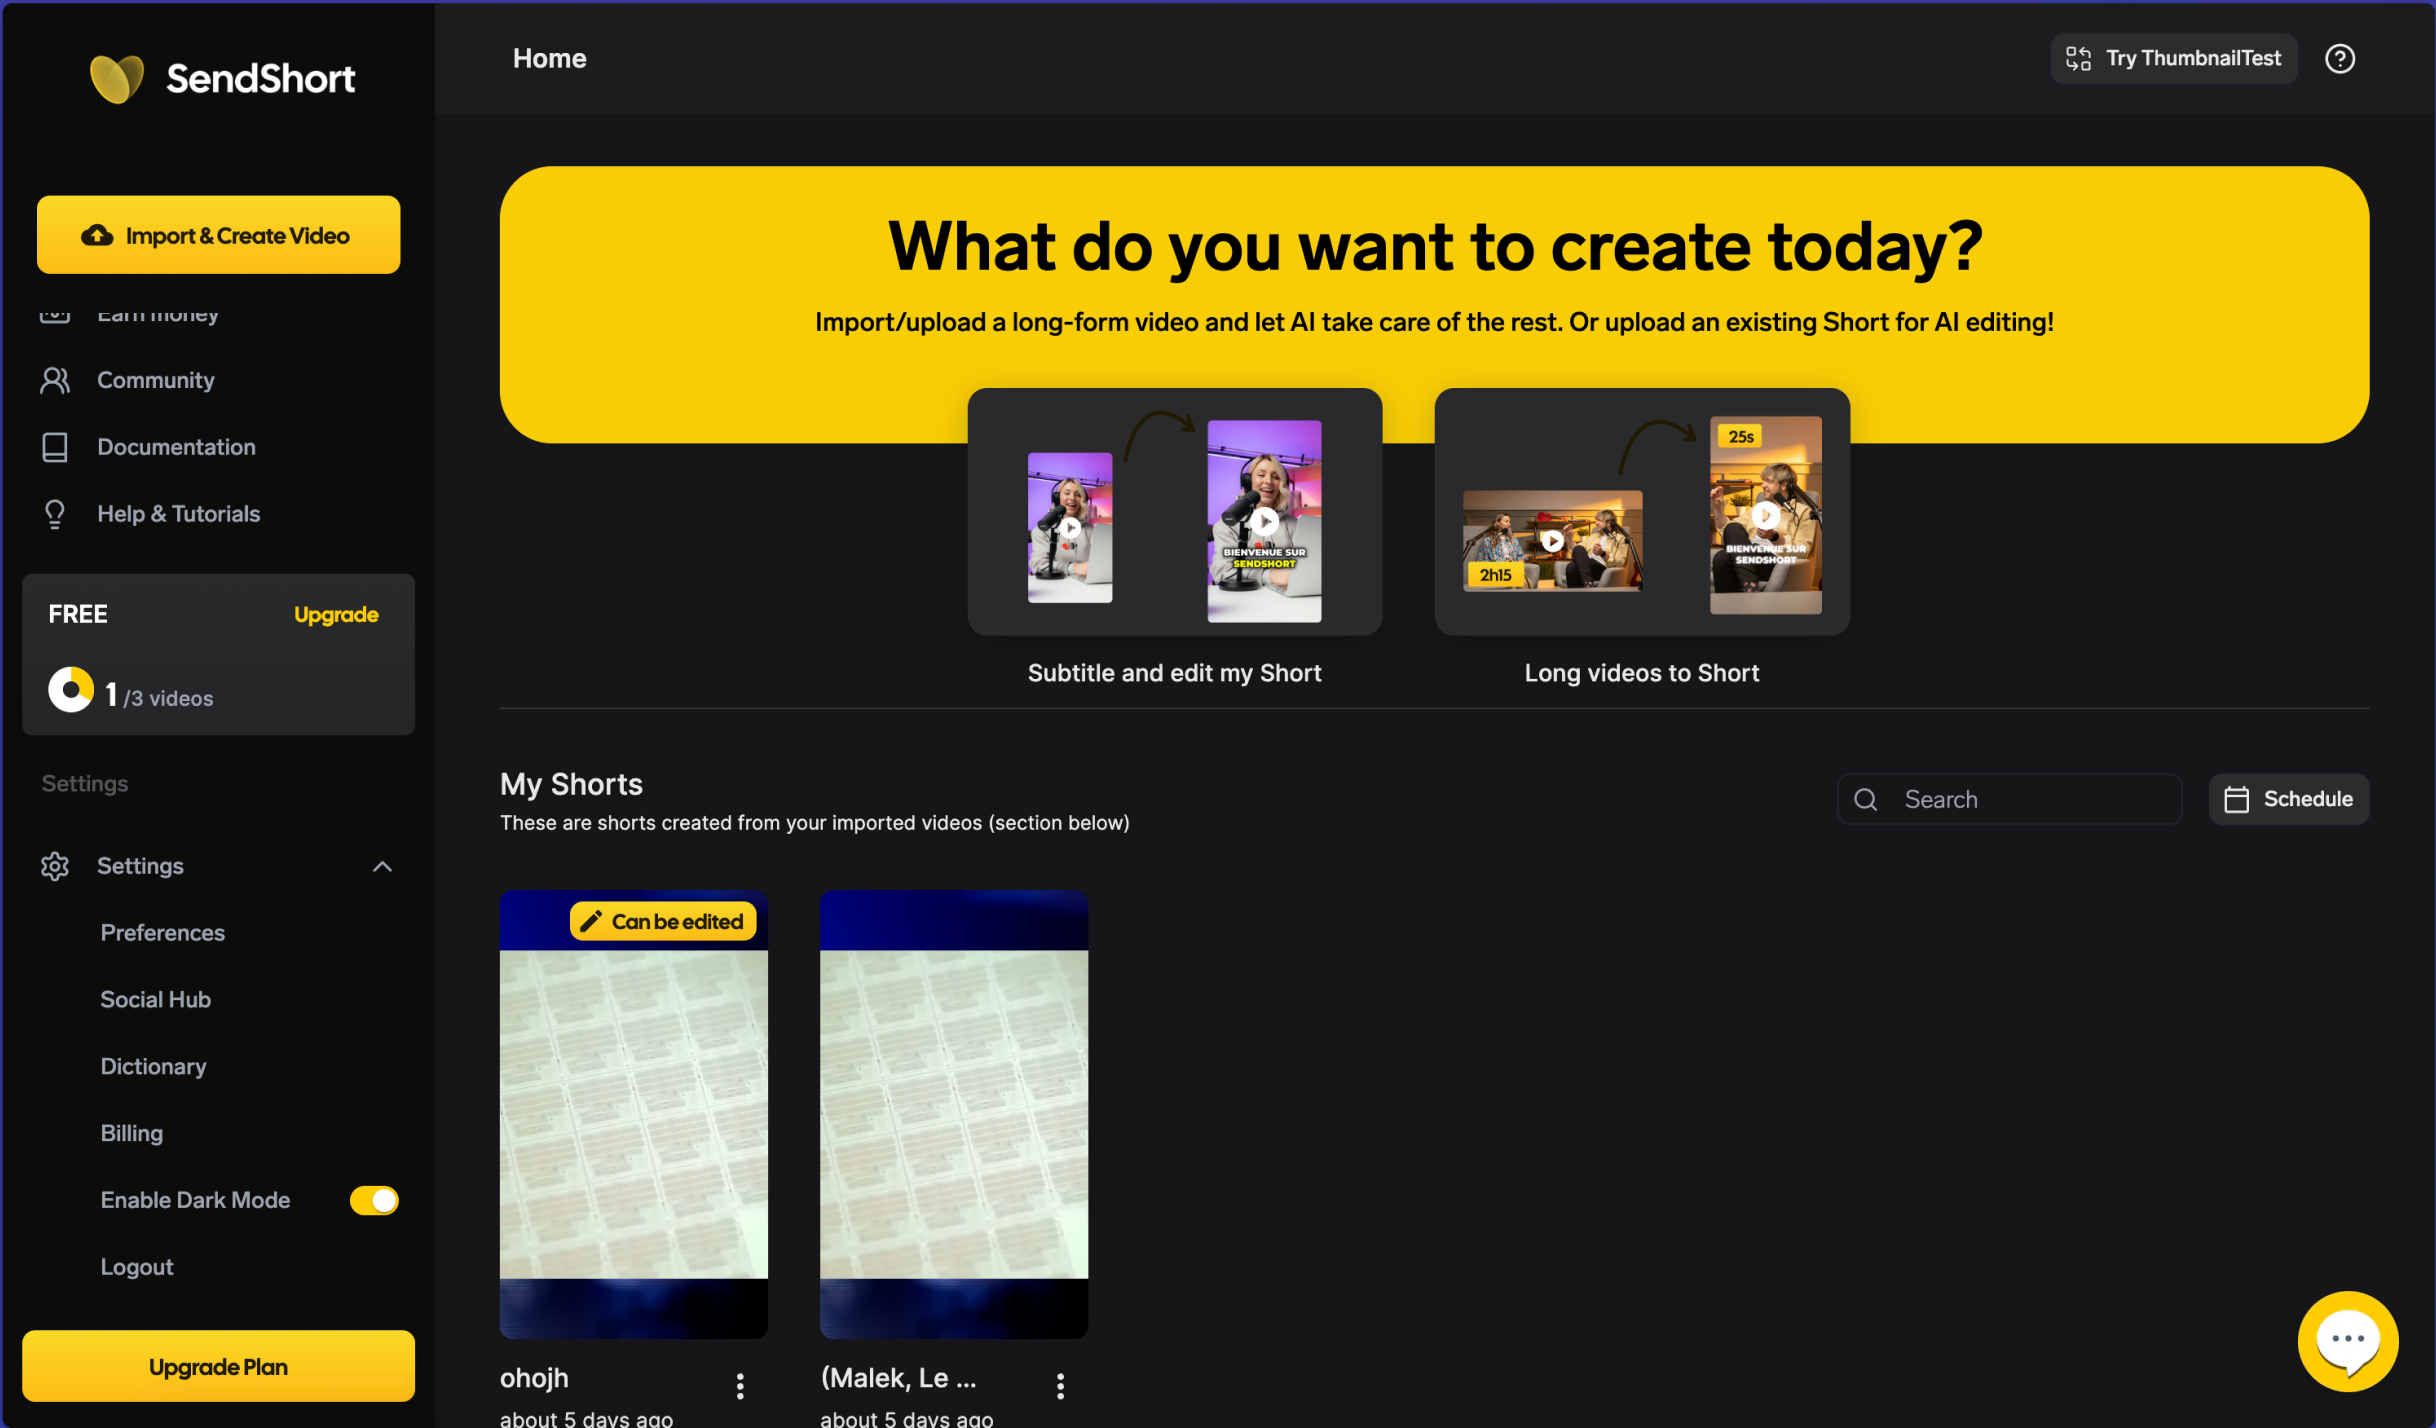 SendShort
Import & Create Video
Earn money
Community
Documentation
Help & Tutorials
FREE
Upgrade
1 /3 videos
Settings
Settings
Preferences
Social Hub
Dictionary
Billing
Enable Dark Mode
Logout
Upgrade Plan
Home
Try ThumbnailTest
What do you want to create today?
Import/upload a long-form video and let AI take care of the rest. Or upload an existing Short for AI editing!
BIENVENUE SUR
SENDSHORT
Subtitle and edit my Short
2h15
25s
BIENVENUE SUR
SENDSHORT
Long videos to Short
My Shorts
These are shorts created from your imported videos (section below)
Search
Schedule
Can be edited
ohojh
about 5 days ago
(Malek, Le ...
about 5 days ago